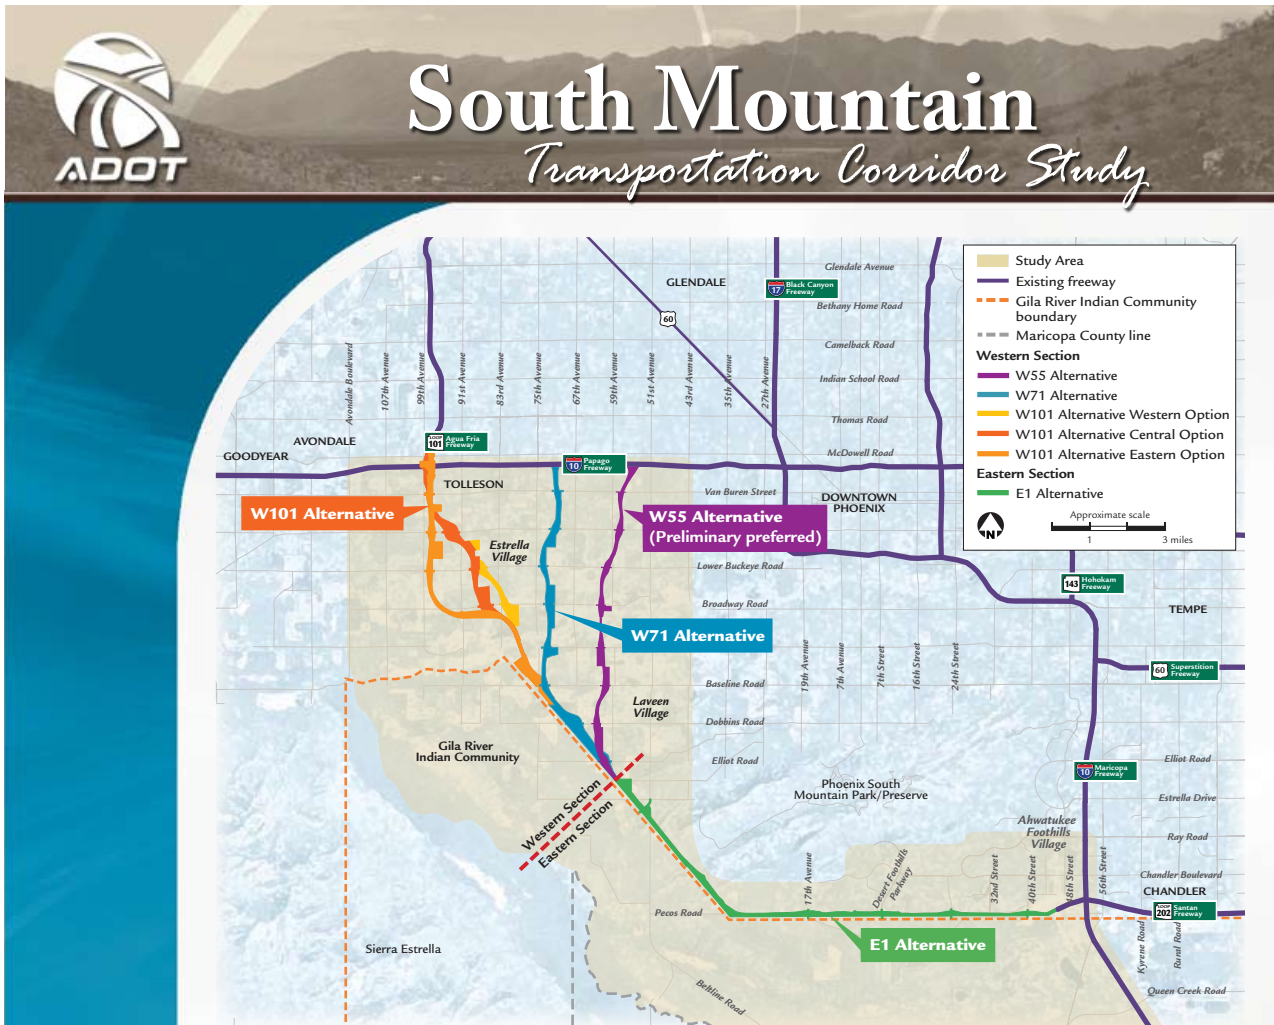 ADOT
South Mountain
Transportation Corridor Study
Study Area
Existing freeway
Gila River Indian Community
boundary
Maricopa County line
Western Section
W55 Alternative
W71 Alternative
W101 Alternative Western Option
W101 Alternative Central Option
W101 Alternative Eastern Option
Eastern Section
E1 Alternative
N
Approximate scale
1
3 miles
GLENDALE
17
Black Canyon
Freeway
60
Glendale Avenue
Bethany Home Road
Camelback Road
Indian School Road
Thomas Road
McDowell Road
Avondale Boulevard
107th Avenue
99th Avenue
91st Avenue
83rd Avenue
75th Avenue
67th Avenue
59th Avenue
51st Avenue
43rd Avenue
35th Avenue
27th Avenue
AVONDALE
GOODYEAR
LOOP
101
Agua Fria
Freeway
10
Papago
Freeway
TOLLESON
W101 Alternative
Estrella
Village
W55 Alternative
(Preliminary preferred)
Van Buren Street
DOWNTOWN
PHOENIX
Lower Buckeye Road
Broadway Road
143
Hohokam
Freeway
TEMPE
W71 Alternative
60
Superstition
Freeway
19th Avenue
7th Avenue
7th Street
16th Street
24th Street
Baseline Road
Laveen
Village
Dobbins Road
Elliot Road
Gila River
Indian Community
Western Section
Eastern Section
Phoenix South
Mountain Park/Preserve
10
Maricopa
Freeway
Elliot Road
Estrella Drive
Ray Road
Chandler Boulevard
CHANDLER
Ahwatukee
Foothills
Village
17th Avenue
Desert Foothills
Parkway
32nd Street
40th Street
48th Street
56th Street
LOOP
202
Santan
Freeway
Pecos Road
E1 Alternative
Kyrene Road
Rural Road
Queen Creek Road
Sierra Estrella
Beltline Road